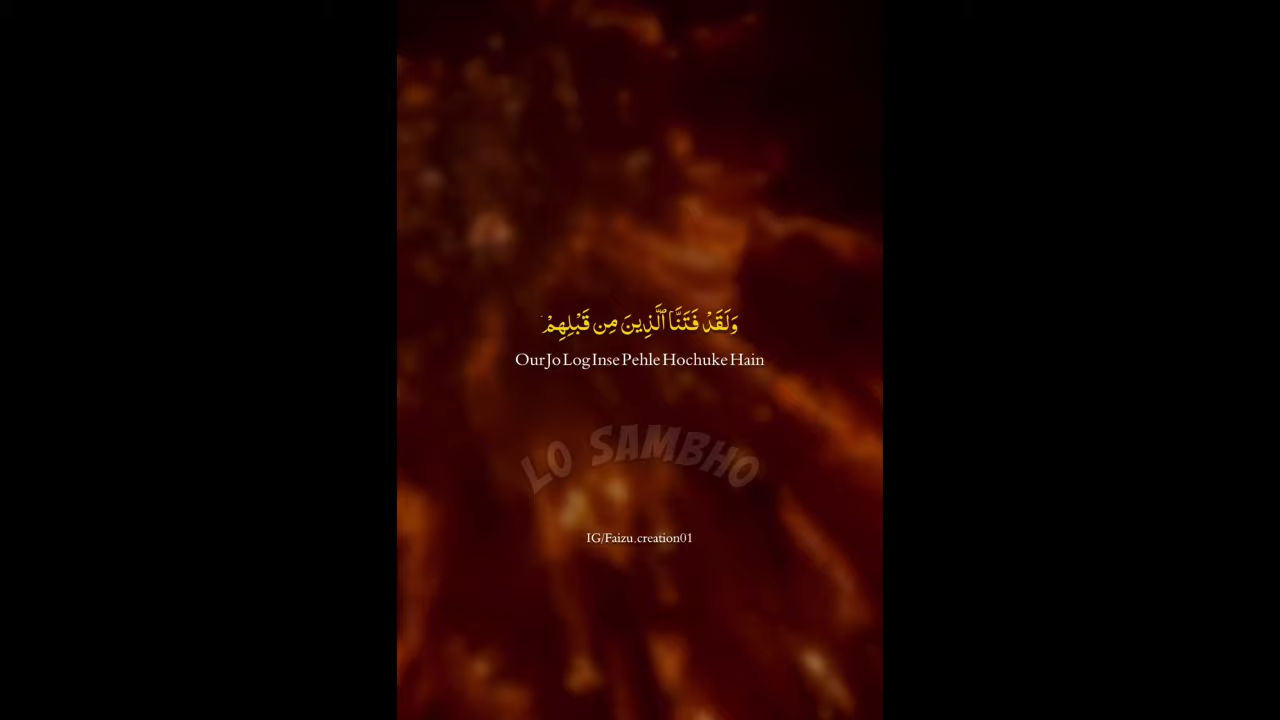 وَلَقَدْ فَتَنَّا ٱلَّذِينَ مِن قَبْلِهِمْ
Our Jo Log Inse Pehle Hochuke Hain
LO SAMBHO
IG/Faizu.creation01